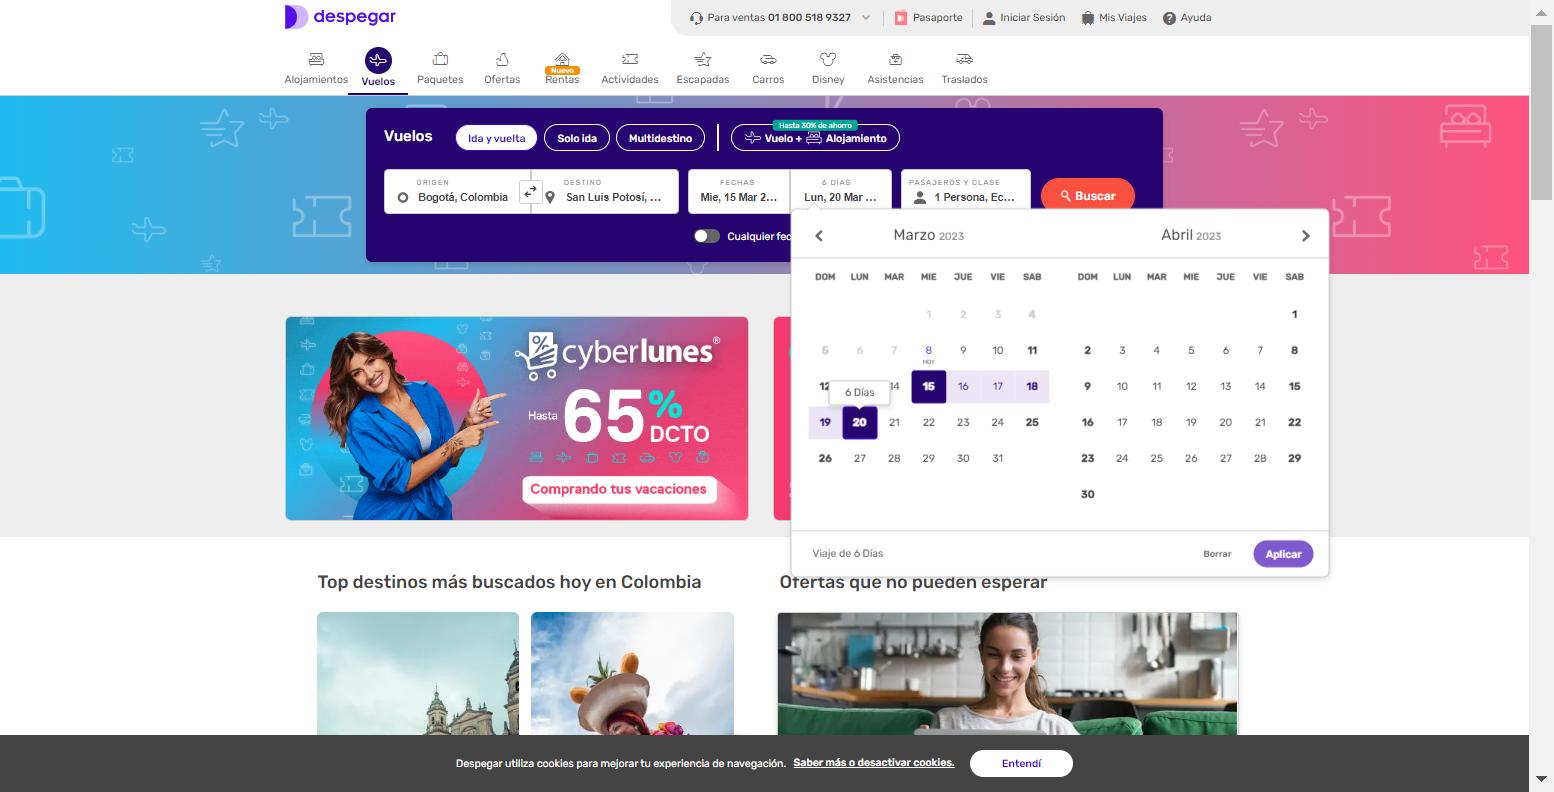 despegar
Para ventas 01 800 518 9327
Pasaporte
Iniciar Sesión
Mis Viajes
Ayuda
Alojamientos
Vuelos
Paquetes
Ofertas
Nuevo
Rentas
Actividades
Escapadas
Carros
Disney
Asistencias
Traslados
Vuelos
Ida y vuelta
Solo ida
Multidestino
Hasta 30% de ahorro
Vuelo + Alojamiento
ORIGEN
Bogotá, Colombia
DESTINO
San Luis Potosí, ...
FECHAS
Mie, 15 Mar 2...
6 DÍAS
Lun, 20 Mar ...
PASAJEROS Y CLASE
1 Persona, Ec...
Buscar
Cualquier fec
Marzo 2023
DOM LUN MAR MIE JUE VIE SAB
1 2 3 4
5 6 7 8 9 10 11
HOY
12 14 15 16 17 18
6 Días
19 20 21 22 23 24 25
26 27 28 29 30 31
Abril 2023
DOM LUN MAR MIE JUE VIE SAB
1
2 3 4 5 6 7 8
9 10 11 12 13 14 15
16 17 18 19 20 21 22
23 24 25 26 27 28 29
30
Viaje de 6 Días
Borrar
Aplicar
cyberlunes®
Hasta 65% DCTO
Comprando tus vacaciones
Top destinos más buscados hoy en Colombia
Ofertas que no pueden esperar
Despegar utiliza cookies para mejorar tu experiencia de navegación. Saber más o desactivar cookies.
Entendí